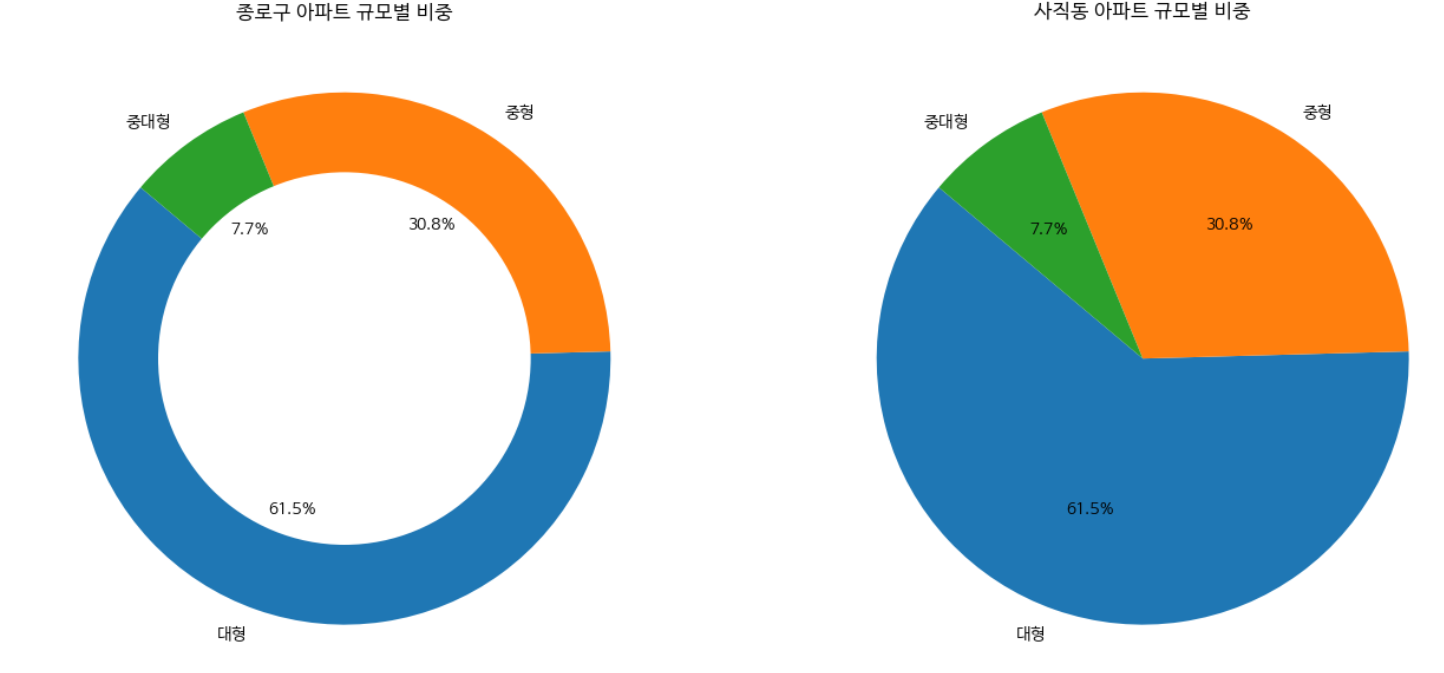 종로구 아파트 규모별 비중
중대형
중형
7.7%
30.8%
61.5%
대형
사직동 아파트 규모별 비중
중대형
중형
7.7%
30.8%
61.5%
대형